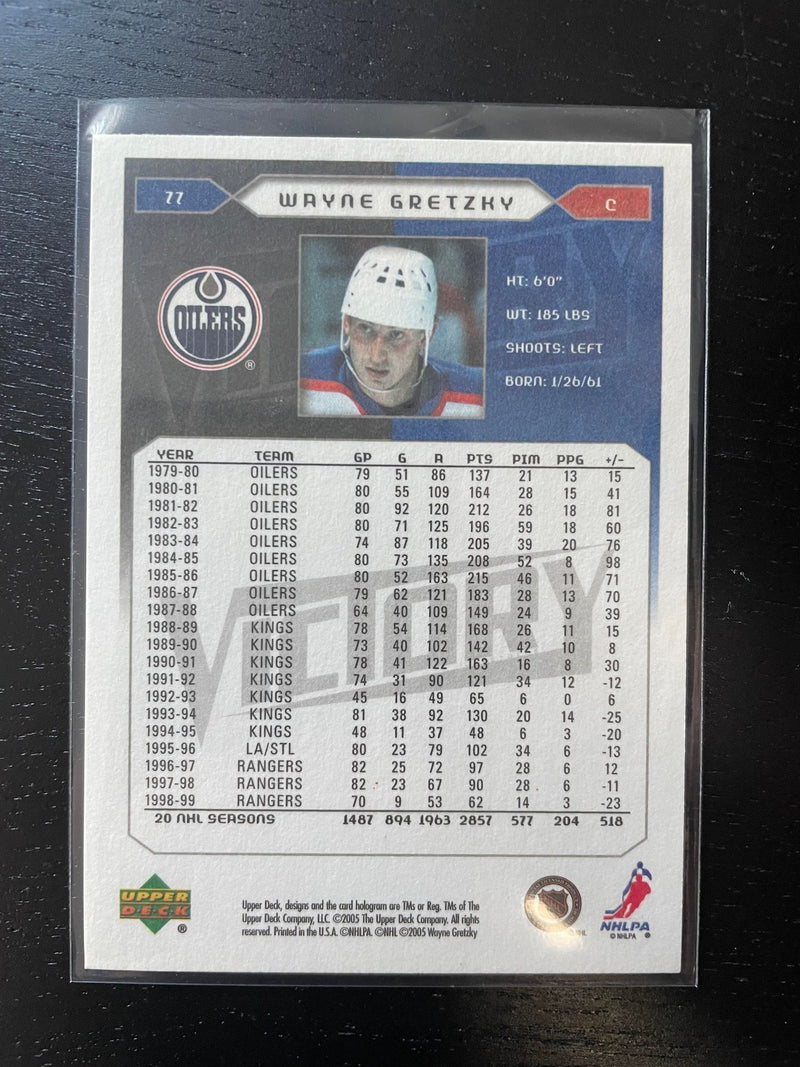 77 WAYNE GRETZKY C
OILERS ®
HT: 6'0"
WT: 185 LBS
SHOOTS: LEFT
BORN: 1/26/61
VICTORY
YEAR TEAM GP G A PTS PIM PPG +/-
1979-80 OILERS 79 51 86 137 21 13 15
1980-81 OILERS 80 55 109 164 28 15 41
1981-82 OILERS 80 92 120 212 26 18 81
1982-83 OILERS 80 71 125 196 59 18 60
1983-84 OILERS 74 87 118 205 39 20 76
1984-85 OILERS 80 73 135 208 52 8 98
1985-86 OILERS 80 52 163 215 46 11 71
1986-87 OILERS 79 62 121 183 28 13 70
1987-88 OILERS 64 40 109 149 24 9 39
1988-89 KINGS 78 54 114 168 26 11 15
1989-90 KINGS 73 40 102 142 42 10 8
1990-91 KINGS 78 41 122 163 16 8 30
1991-92 KINGS 74 31 90 121 34 12 -12
1992-93 KINGS 45 16 49 65 6 0 6
1993-94 KINGS 81 38 92 130 20 14 -25
1994-95 KINGS 48 11 37 48 6 3 -20
1995-96 LA/STL 80 23 79 102 34 6 -13
1996-97 RANGERS 82 25 72 97 28 6 12
1997-98 RANGERS 82 23 67 90 28 6 -11
1998-99 RANGERS 70 9 53 62 14 3 -23
20 NHL SEASONS 1487 894 1963 2857 577 204 518
VICTORY
UPPER
DECK ®
Upper Deck, designs and the card hologram are TMs or Reg. TMs of The
Upper Deck Company, LLC. ©2005 The Upper Deck Company. All rights
reserved. Printed in the U.S.A. ©NHLPA. ©NHL ©2005 Wayne Gretzky
NHL
NHLPA
© NHLPA ®